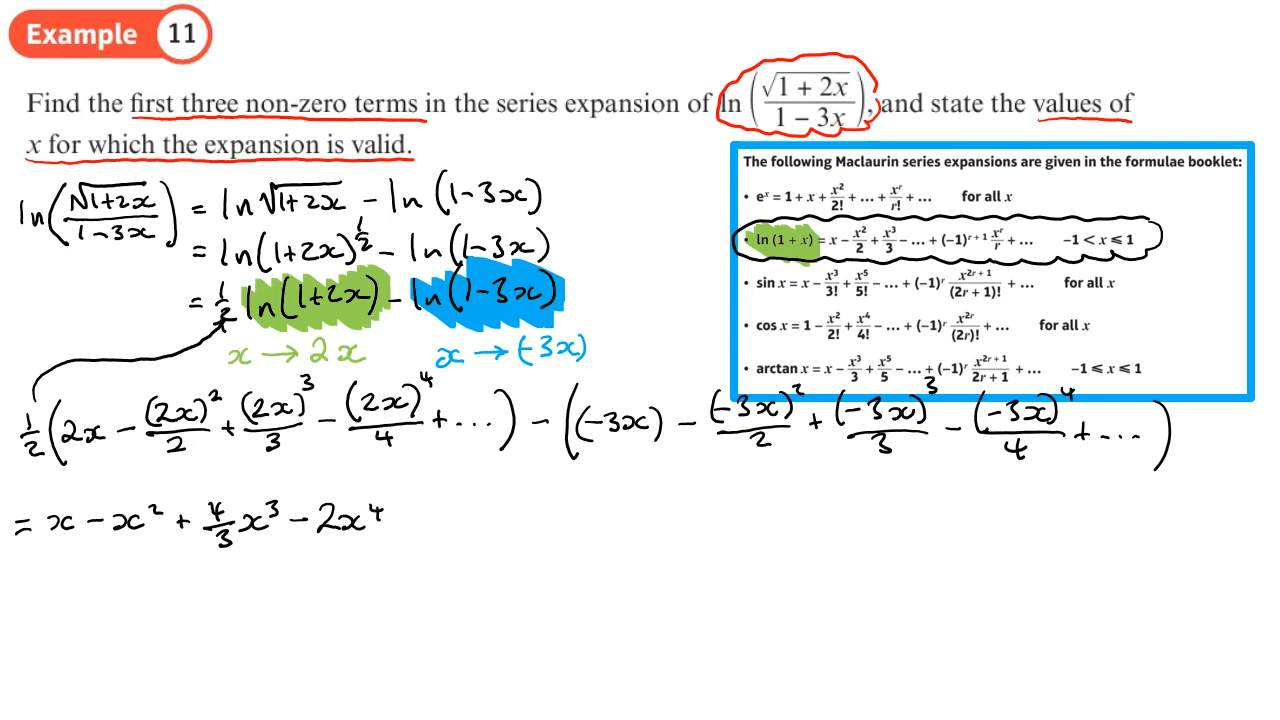 Example 11
Find the first three non-zero terms in the series expansion of ln (√(1 + 2x) / (1 − 3x)), and state the values of
x for which the expansion is valid.
The following Maclaurin series expansions are given in the formulae booklet:
• eˣ = 1 + x + x²/2! + ... + xʳ/r! + ... for all x
• ln (1 + x) = x − x²/2 + x³/3 − ... + (−1)ʳ⁺¹ xʳ/r + ... −1 < x ⩽ 1
• sin x = x − x³/3! + x⁵/5! − ... + (−1)ʳ x²ʳ⁺¹/(2r + 1)! + ... for all x
• cos x = 1 − x²/2! + x⁴/4! − ... + (−1)ʳ x²ʳ/(2r)! + ... for all x
• arctan x = x − x³/3 + x⁵/5 − ... + (−1)ʳ x²ʳ⁺¹/(2r + 1) + ... −1 ⩽ x ⩽ 1
ln(√(1+2x) / (1−3x)) = ln √(1+2x) − ln (1−3x)
= ln(1+2x)^½ − ln(1−3x)
= ½ ln(1+2x) − ln(1−3x)
x → 2x x → (−3x)
½(2x − (2x)²/2 + (2x)³/3 − (2x)⁴/4 + ...) − ((−3x) − (−3x)²/2 + (−3x)³/3 − (−3x)⁴/4 + ...)
= x − x² + 4/3 x³ − 2x⁴